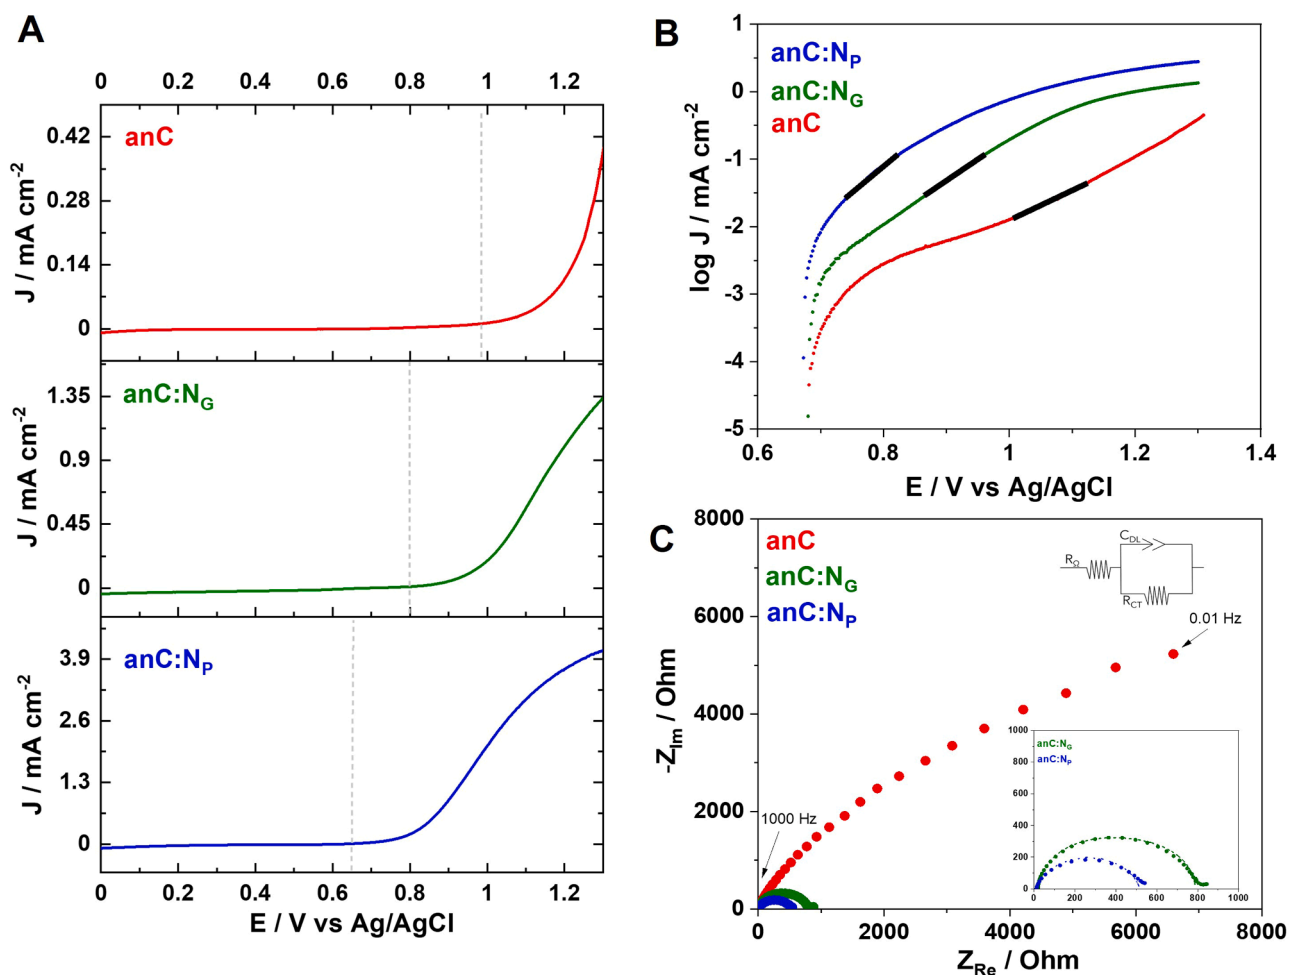 A
0 0.2 0.4 0.6 0.8 1 1.2
anC
0.42
0.28
0.14
0
J / mA cm-2
anC:NG
1.35
0.9
0.45
0
J / mA cm-2
anC:NP
3.9
2.6
1.3
0
J / mA cm-2
0 0.2 0.4 0.6 0.8 1 1.2
E / V vs Ag/AgCl
B
anC:NP
anC:NG
anC
1
0
-1
-2
-3
-4
-5
log J / mA cm-2
0.6 0.8 1 1.2 1.4
E / V vs Ag/AgCl
C
anC
anC:NG
anC:NP
8000
6000
4000
2000
0
-ZIm / Ohm
0 2000 4000 6000 8000
ZRe / Ohm
RΩ
CDL
RCT
0.01 Hz
1000 Hz
anC:NG
anC:NP
1000
800
600
400
200
0
0 200 400 600 800 1000